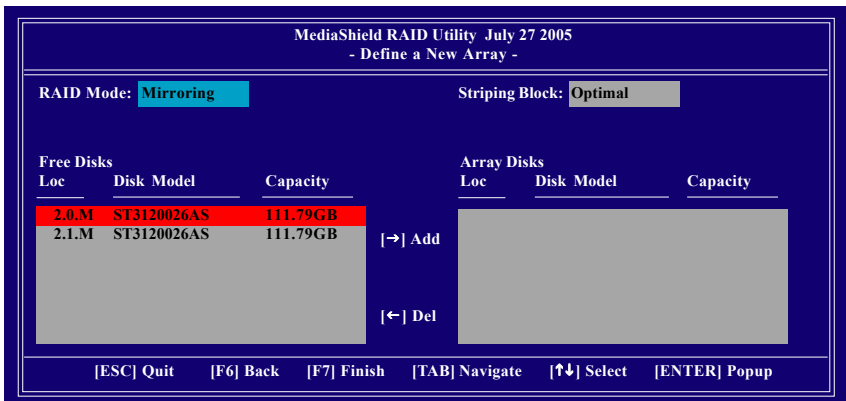 MediaShield RAID Utility July 27 2005
- Define a New Array -
RAID Mode: Mirroring
Striping Block: Optimal
Free Disks
Loc Disk Model Capacity
2.0.M ST3120026AS 111.79GB
2.1.M ST3120026AS 111.79GB
[→] Add
[←] Del
Array Disks
Loc Disk Model Capacity
[ESC] Quit [F6] Back [F7] Finish [TAB] Navigate [↑↓] Select [ENTER] Popup